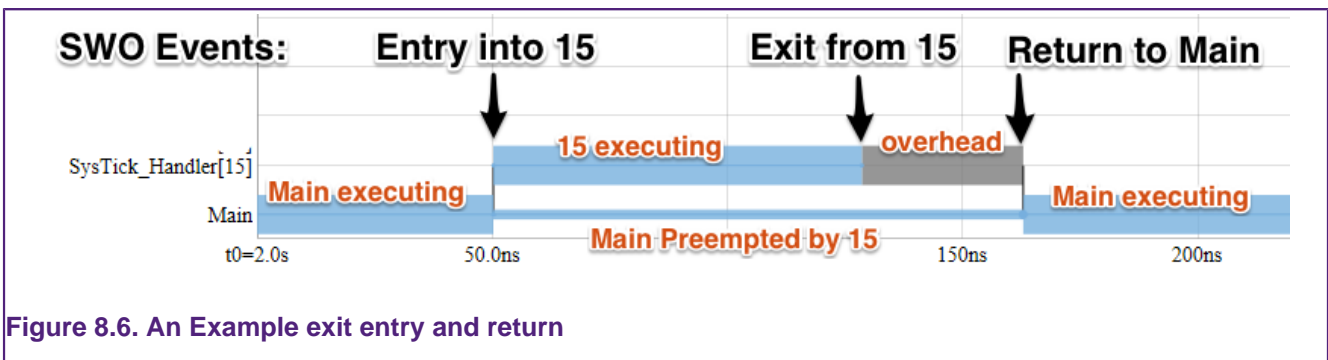 SWO Events: Entry into 15 Exit from 15 Return to Main
15 executing overhead
SysTick_Handler[15]
Main executing Main executing
Main
Main Preempted by 15
t0=2.0s 50.0ns 150ns 200ns
Figure 8.6. An Example exit entry and return